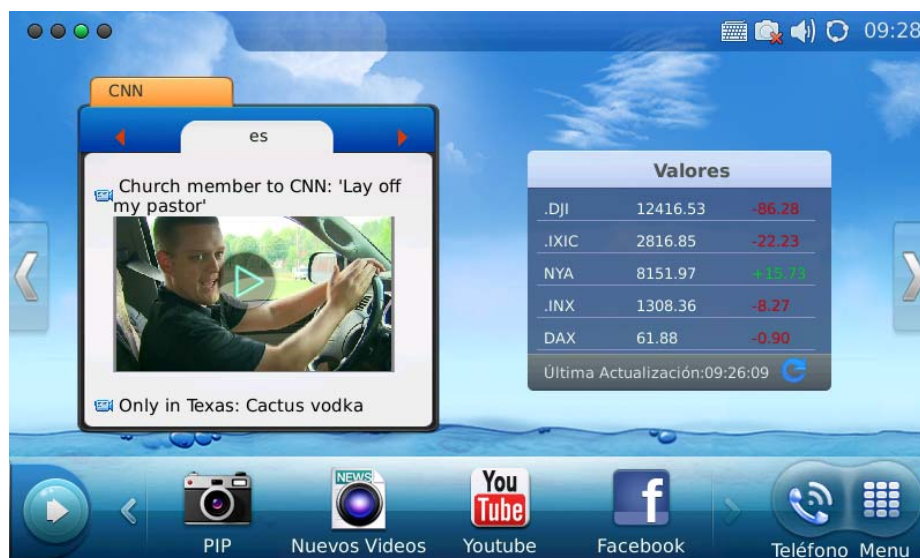 09:28
CNN
es
Church member to CNN: 'Lay off
my pastor'
Only in Texas: Cactus vodka
Valores
.DJI 12416.53 -86.28
.IXIC 2816.85 -22.23
NYA 8151.97 +15.73
.INX 1308.36 -8.27
DAX 61.88 -0.90
Última Actualización:09:26:09
NEWS
You
Tube
f
PIP
Nuevos Videos
Youtube
Facebook
Teléfono
Menu